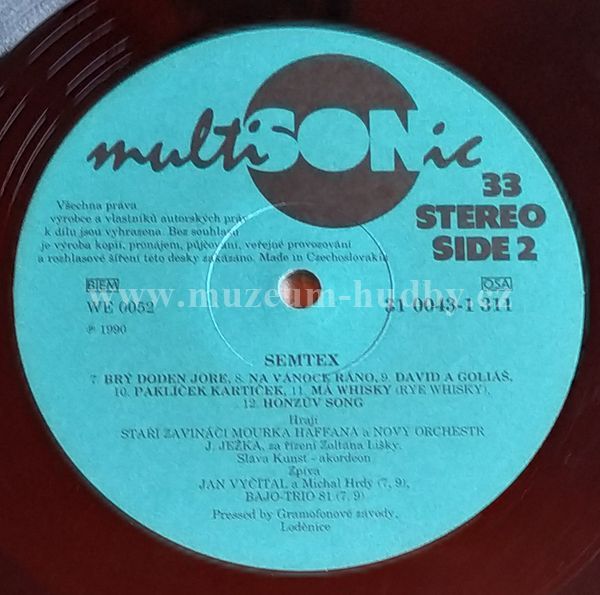 multiSONic
33
STEREO
SIDE 2
Všechna práva
výrobce a vlastníků autorských práv
k dílu jsou vyhrazena. Bez souhlasu
je výroba kopií, pronájem, půjčování, veřejné provozování
a rozhlasové šíření této desky zakázáno. Made in Czechoslovakia
BIEM
OSA
www.muzeum-hudby.cz
WE 0052
31 0043-1 311
℗ 1990
SEMTEX
7. BRÝ DODEN JORE, 8. NA VÁNOCE RÁNO, 9. DAVID A GOLIÁŠ,
10. PAKLÍČEK KARTIČEK, 11. MÁ WHISKY (RYE WHISKY),
12. HONZŮV SONG
Hrají
STAŘÍ ZAVINÁČI MOURKA HAFFANA a NOVÝ ORCHESTR
J. JEŽKA, za řízení Zoltána Lišky.
Sláva Kunst - akordeon
Zpívá
JAN VYČÍTAL a Michal Hrdý (7, 9),
BAJO-TRIO 81 (7, 9)
Pressed by Gramofonové závody,
Loděnice